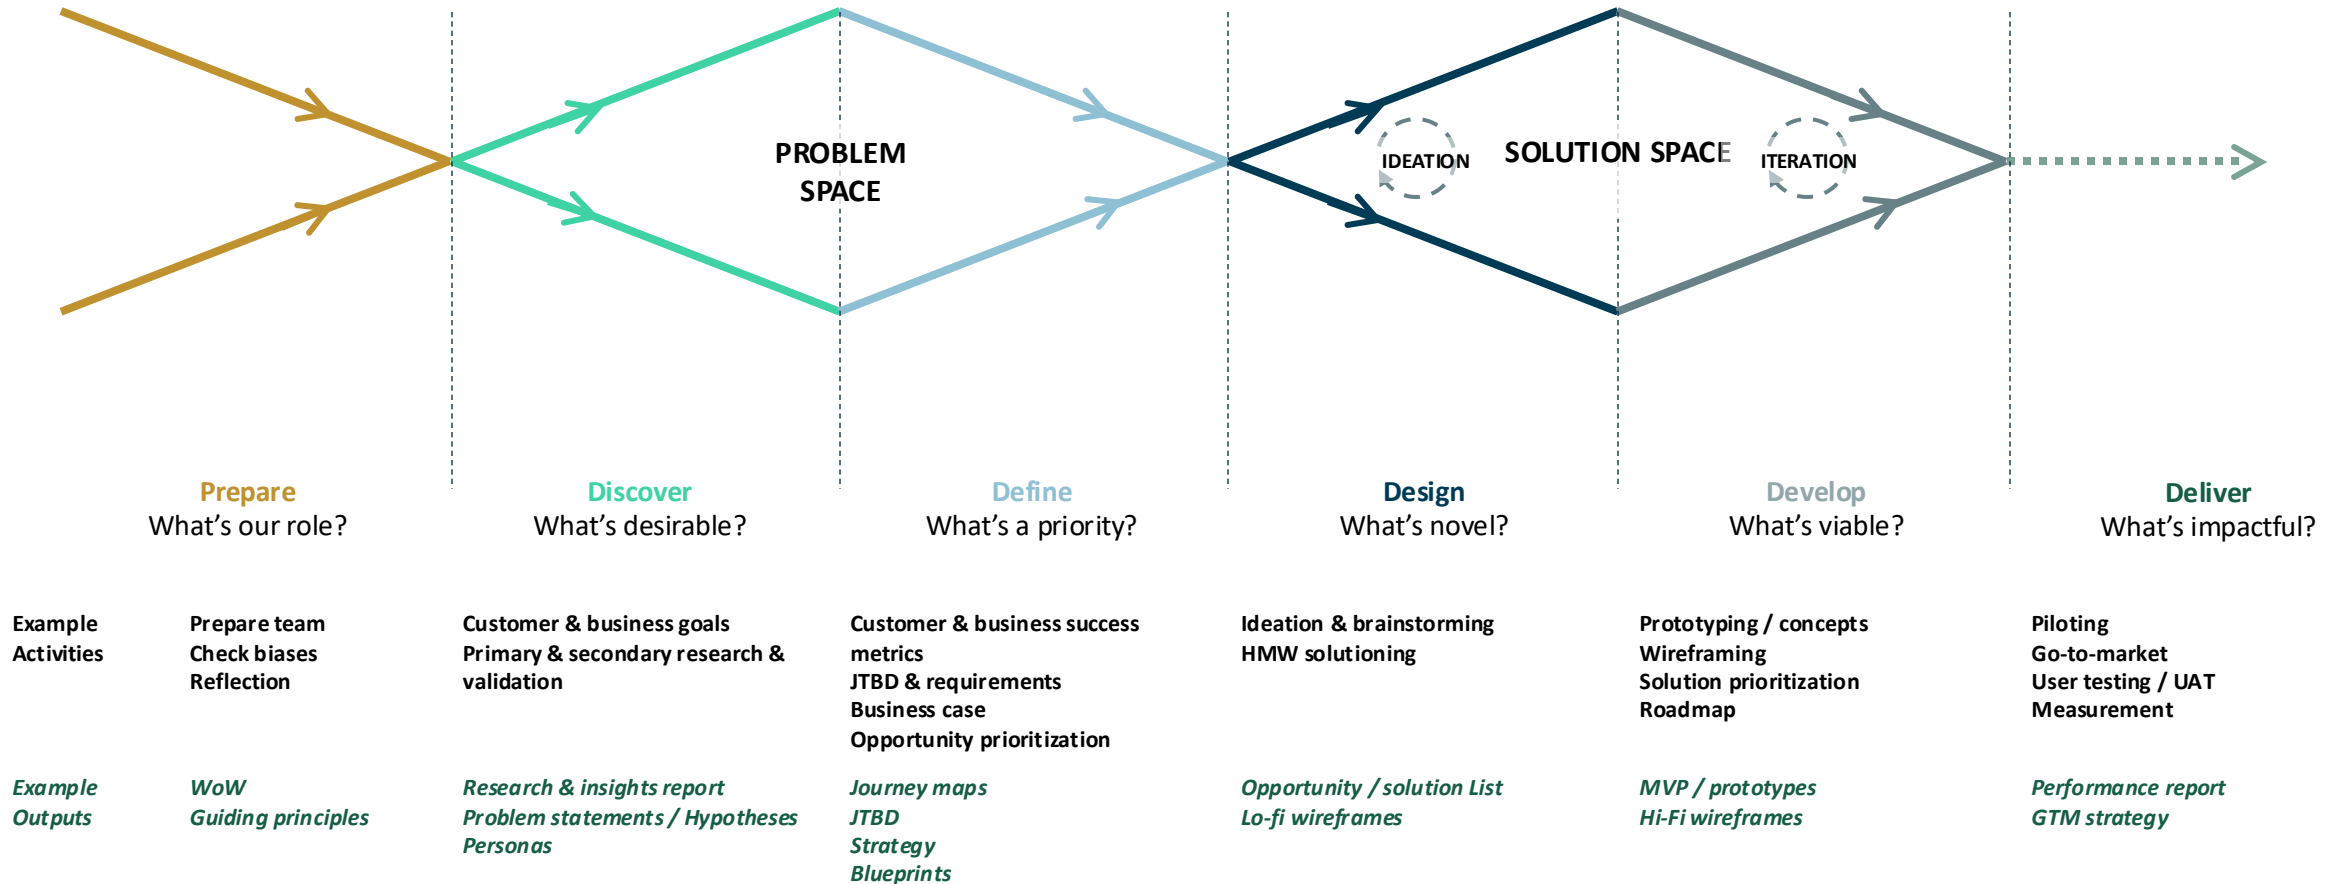 PROBLEM
SPACE
IDEATION
SOLUTION SPACE
ITERATION
Prepare
What's our role?
Discover
What's desirable?
Define
What's a priority?
Design
What's novel?
Develop
What's viable?
Deliver
What's impactful?
Example
Activities
Prepare team
Check biases
Reflection
Customer & business goals
Primary & secondary research &
validation
Customer & business success
metrics
JTBD & requirements
Business case
Opportunity prioritization
Ideation & brainstorming
HMW solutioning
Prototyping / concepts
Wireframing
Solution prioritization
Roadmap
Piloting
Go-to-market
User testing / UAT
Measurement
Example
Outputs
WoW
Guiding principles
Research & insights report
Problem statements / Hypotheses
Personas
Journey maps
JTBD
Strategy
Blueprints
Opportunity / solution List
Lo-fi wireframes
MVP / prototypes
Hi-Fi wireframes
Performance report
GTM strategy